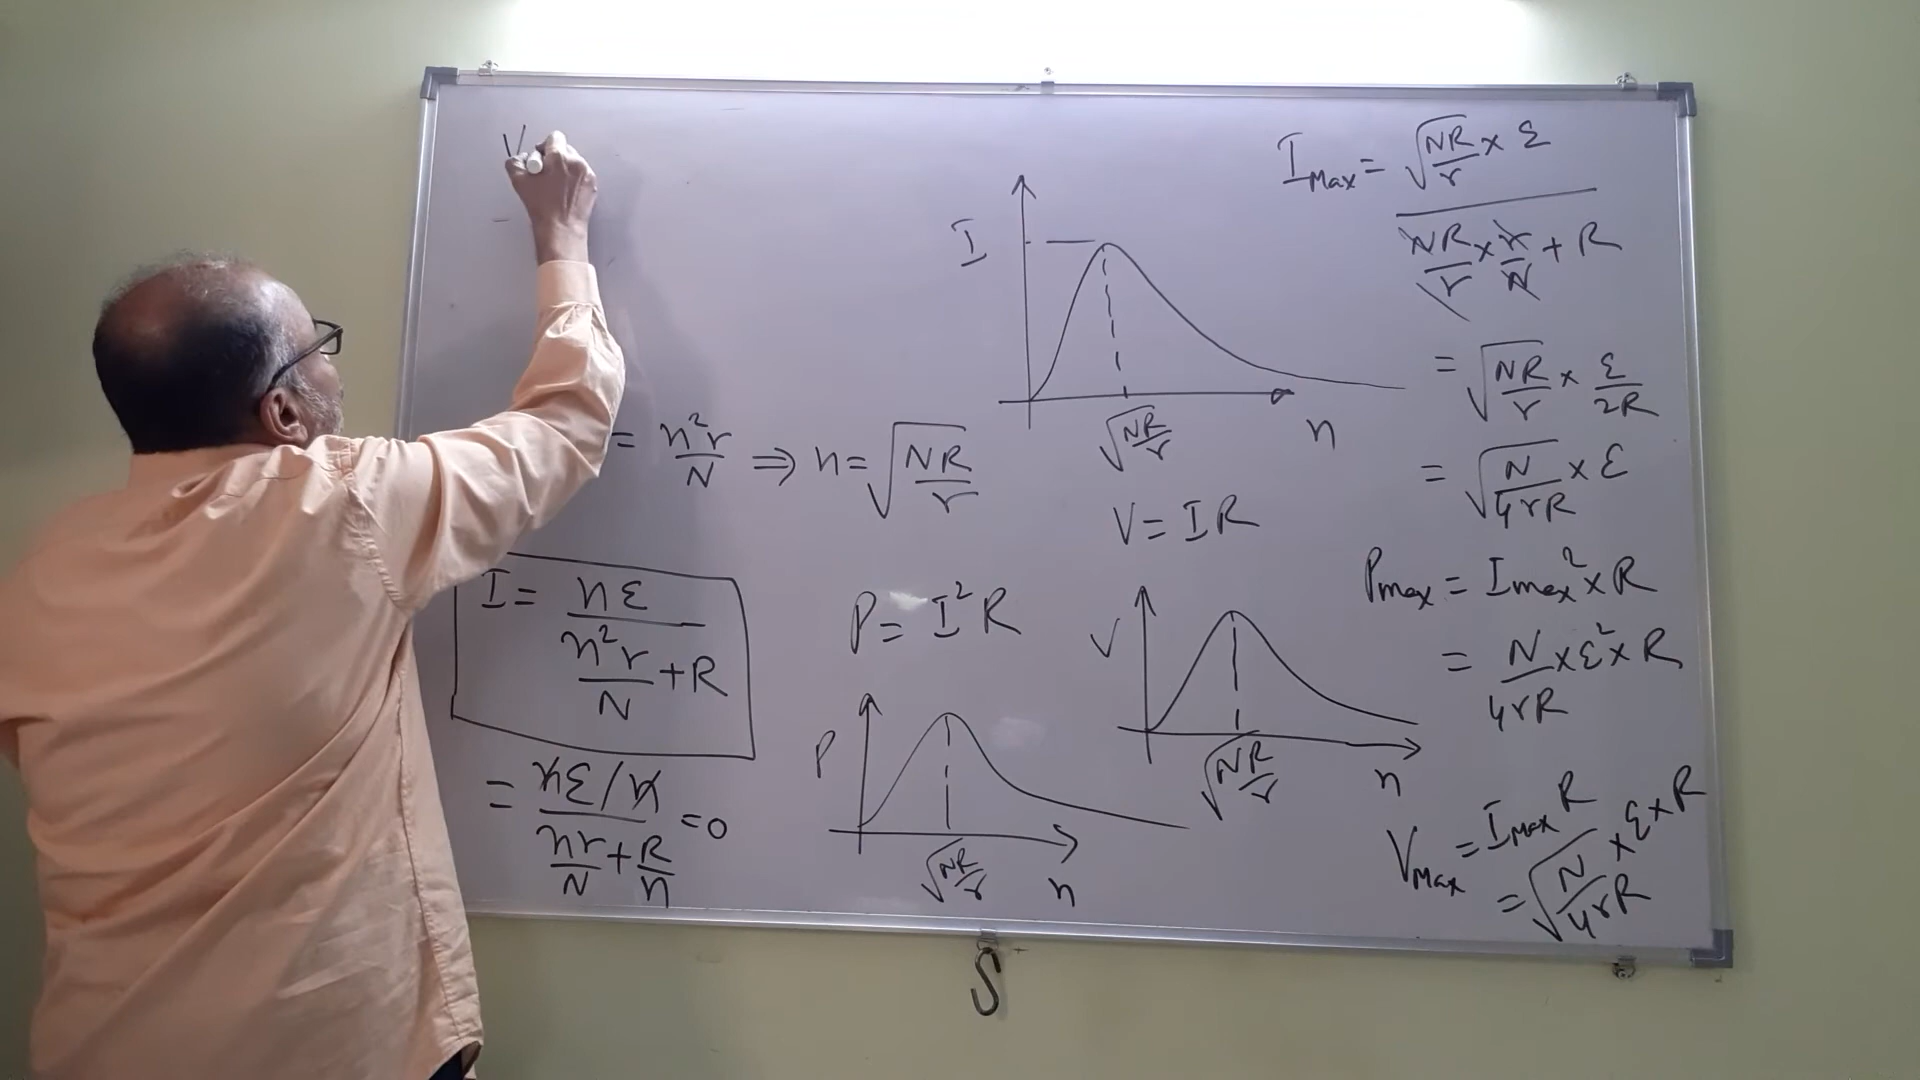 V
= n²r/N ⇒ n = √(NR/r)
I = nε / (n²r/N + R)
= nε/n / (nr/N + R/n) = 0
I
√(NR/r)
n
V = IR
P = I²R
P
√(NR/r)
n
V
√(NR/r)
n
I_Max = √(NR/r) × ε
NR/r × r/N + R
= √(NR/r) × ε/2R
= √(N/4rR) × ε
P_max = I_max² × R
= N/4rR × ε² × R
V_Max = I_Max R
= √(N/4rR) × ε × R